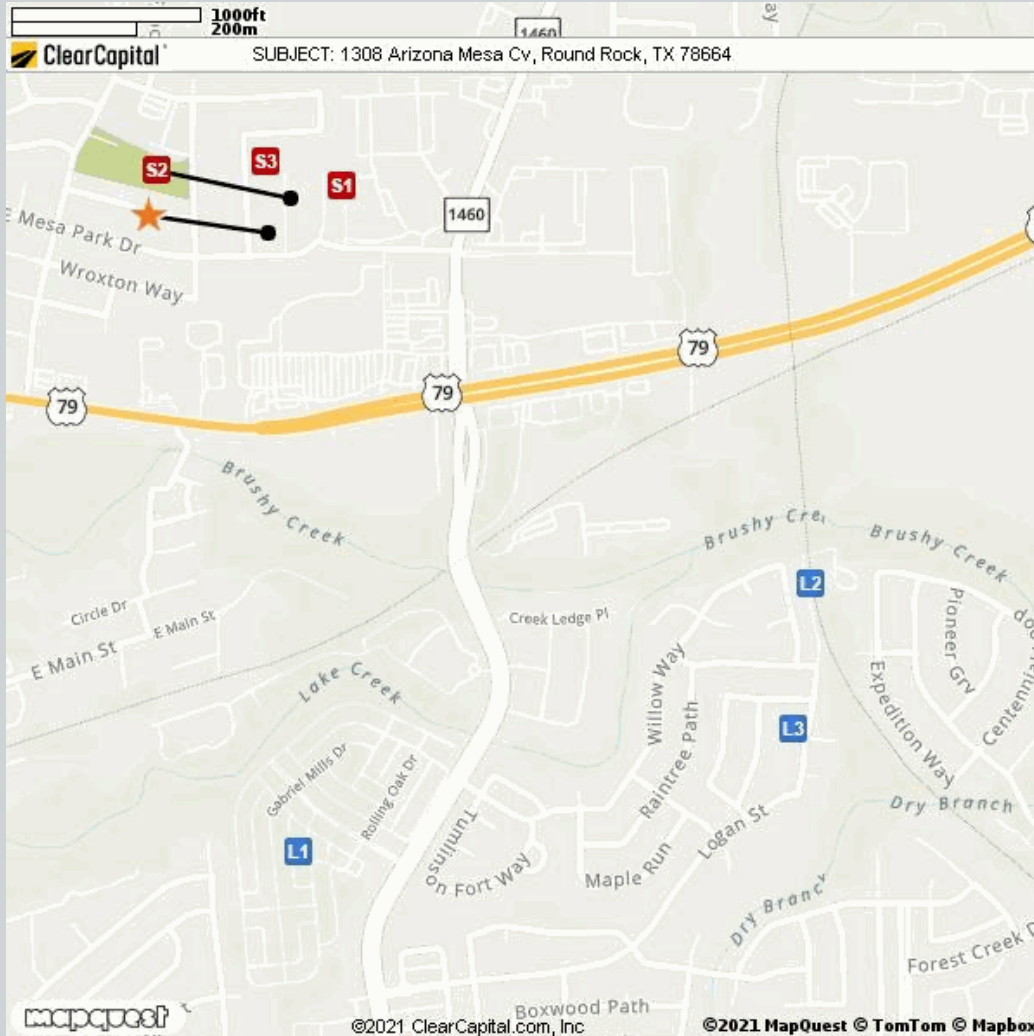 1000ft
200m
1460
ClearCapital
SUBJECT: 1308 Arizona Mesa Cv, Round Rock, TX 78664
S2
S3
S1
1460
E Mesa Park Dr
Wroxton Way
79
79
79
Brushy Creek
Brushy Cre
Brushy Creek
L2
Circle Dr
E Main St
E Main St
Creek Ledge Pl
Pioneer Grv
Lake Creek
Willow Way
Expedition Way
Centennial
oop
L3
Raintree Path
Gabriel Mills Dr
Rolling Oak Dr
Dry Branch
Logan St
L1
Tumlinson Fort Way
Maple Run
Dry Branch
Forest Creek D
Boxwood Path
mapquest
©2021 ClearCapital.com, Inc
©2021 MapQuest © TomTom © Mapbox